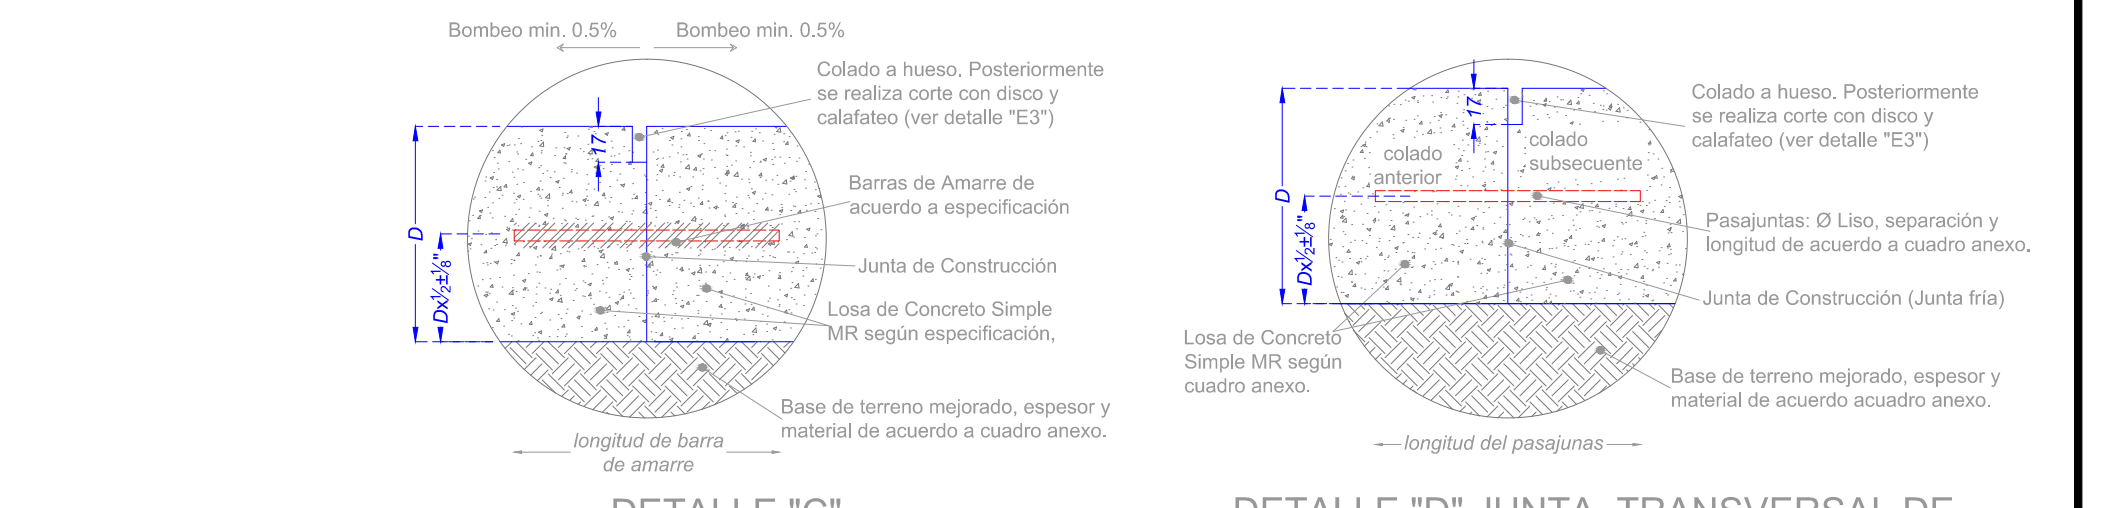 Bombeo min. 0.5%
Bombeo min. 0.5%
Colado a hueso. Posteriormente
se realiza corte con disco y
calafateo (ver detalle "E3")
17
D
Dx½±⅛"
Barras de Amarre de
acuerdo a especificación
Junta de Construcción
Losa de Concreto Simple
MR según especificación,
Base de terreno mejorado, espesor y
material de acuerdo a cuadro anexo.
longitud de barra
de amarre
DETALLE "C"
Colado a hueso. Posteriormente
se realiza corte con disco y
calafateo (ver detalle "E3")
17
D
Dx½±⅛"
colado
anterior
colado
subsecuente
Pasajuntas: Ø Liso, separación y
longitud de acuerdo a cuadro anexo.
Junta de Construcción (Junta fría)
Losa de Concreto
Simple MR según
cuadro anexo.
Base de terreno mejorado, espesor y
material de acuerdo acuadro anexo.
longitud del pasajunas
DETALLE "D" JUNTA TRANSVERSAL DE